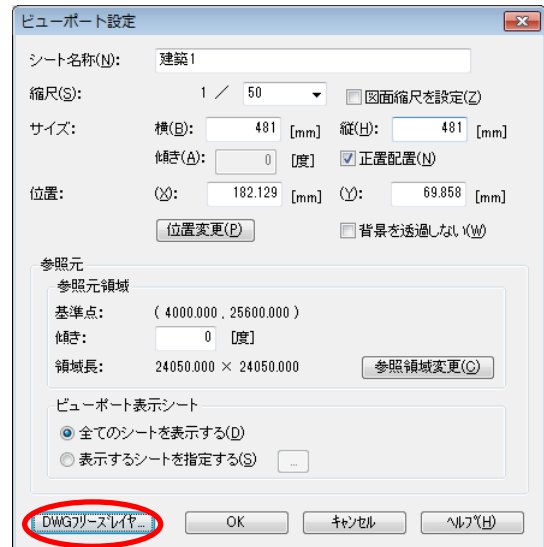 ビューポート設定
シート名称(N): 建築1
縮尺(S): 1 ／ 50 図面縮尺を設定(Z)
サイズ: 横(B): 481 [mm] 縦(H): 481 [mm]
傾き(A): 0 [度] 正置配置(N)
位置: (X): 182.129 [mm] (Y): 69.858 [mm]
位置変更(P) 背景を透過しない(W)
参照元
参照元領域
基準点: ( 4000.000 , 25600.000 )
傾き: 0 [度]
領域長: 24050.000 × 24050.000 参照領域変更(C)
ビューポート表示シート
全てのシートを表示する(D)
表示するシートを指定する(S) ...
DWGフリーズレイヤ... OK キャンセル ヘルプ(H)